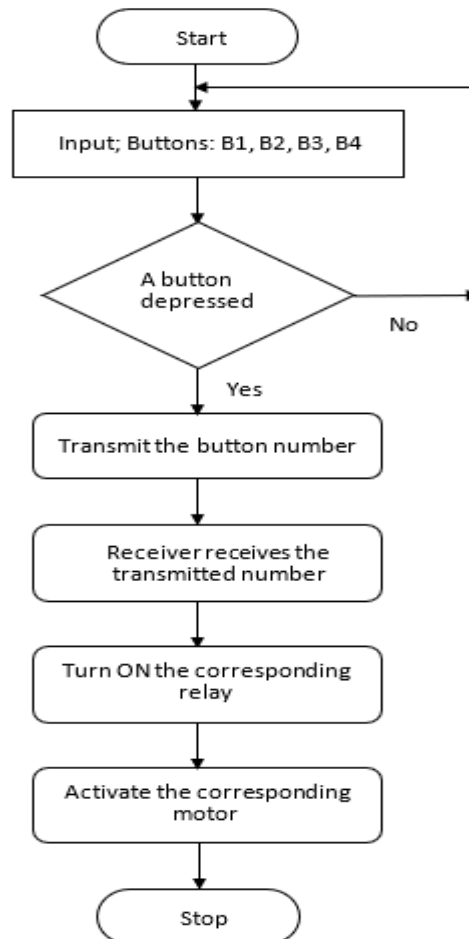 Start
Input; Buttons: B1, B2, B3, B4
A button
depressed
No
Yes
Transmit the button number
Receiver receives the
transmitted number
Turn ON the corresponding
relay
Activate the corresponding
motor
Stop